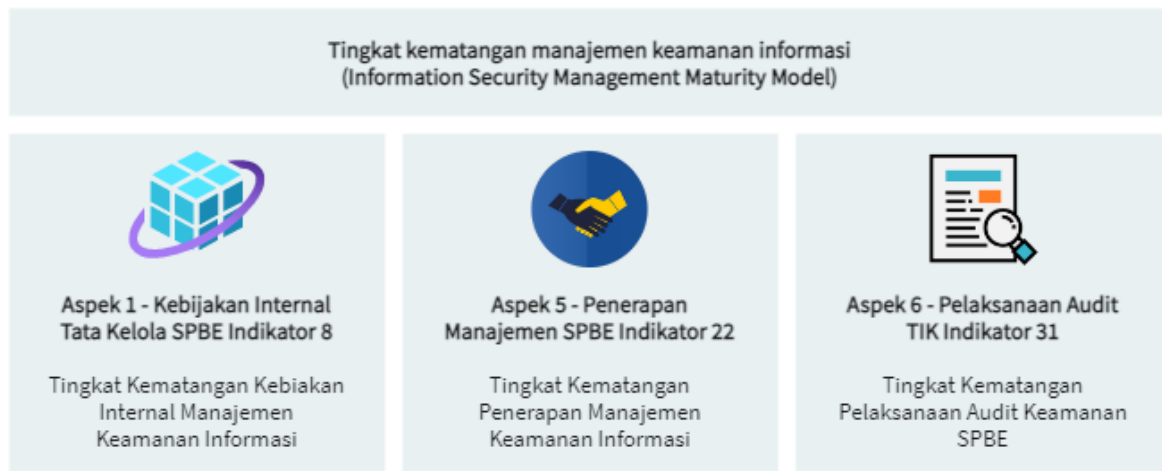 Tingkat kematangan manajemen keamanan informasi
(Information Security Management Maturity Model)
Aspek 1 - Kebijakan Internal
Tata Kelola SPBE Indikator 8
Tingkat Kematangan Kebiakan
Internal Manajemen
Keamanan Informasi
Aspek 5 - Penerapan
Manajemen SPBE Indikator 22
Tingkat Kematangan
Penerapan Manajemen
Keamanan Informasi
Aspek 6 - Pelaksanaan Audit
TIK Indikator 31
Tingkat Kematangan
Pelaksanaan Audit Keamanan
SPBE